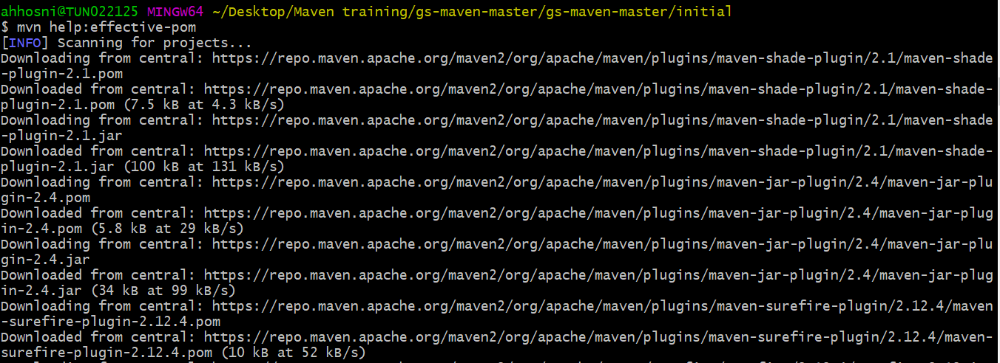 ahhosni@TUN022125 MINGW64 ~/Desktop/Maven training/gs-maven-master/gs-maven-master/initial
$ mvn help:effective-pom
[INFO] Scanning for projects...
Downloading from central: https://repo.maven.apache.org/maven2/org/apache/maven/plugins/maven-shade-plugin/2.1/maven-shade
-plugin-2.1.pom
Downloaded from central: https://repo.maven.apache.org/maven2/org/apache/maven/plugins/maven-shade-plugin/2.1/maven-shade-
plugin-2.1.pom (7.5 kB at 4.3 kB/s)
Downloading from central: https://repo.maven.apache.org/maven2/org/apache/maven/plugins/maven-shade-plugin/2.1/maven-shade
-plugin-2.1.jar
Downloaded from central: https://repo.maven.apache.org/maven2/org/apache/maven/plugins/maven-shade-plugin/2.1/maven-shade-
plugin-2.1.jar (100 kB at 131 kB/s)
Downloading from central: https://repo.maven.apache.org/maven2/org/apache/maven/plugins/maven-jar-plugin/2.4/maven-jar-plu
gin-2.4.pom
Downloaded from central: https://repo.maven.apache.org/maven2/org/apache/maven/plugins/maven-jar-plugin/2.4/maven-jar-plug
in-2.4.pom (5.8 kB at 29 kB/s)
Downloading from central: https://repo.maven.apache.org/maven2/org/apache/maven/plugins/maven-jar-plugin/2.4/maven-jar-plu
gin-2.4.jar
Downloaded from central: https://repo.maven.apache.org/maven2/org/apache/maven/plugins/maven-jar-plugin/2.4/maven-jar-plug
in-2.4.jar (34 kB at 99 kB/s)
Downloading from central: https://repo.maven.apache.org/maven2/org/apache/maven/plugins/maven-surefire-plugin/2.12.4/maven
-surefire-plugin-2.12.4.pom
Downloaded from central: https://repo.maven.apache.org/maven2/org/apache/maven/plugins/maven-surefire-plugin/2.12.4/maven-
surefire-plugin-2.12.4.pom (10 kB at 52 kB/s)